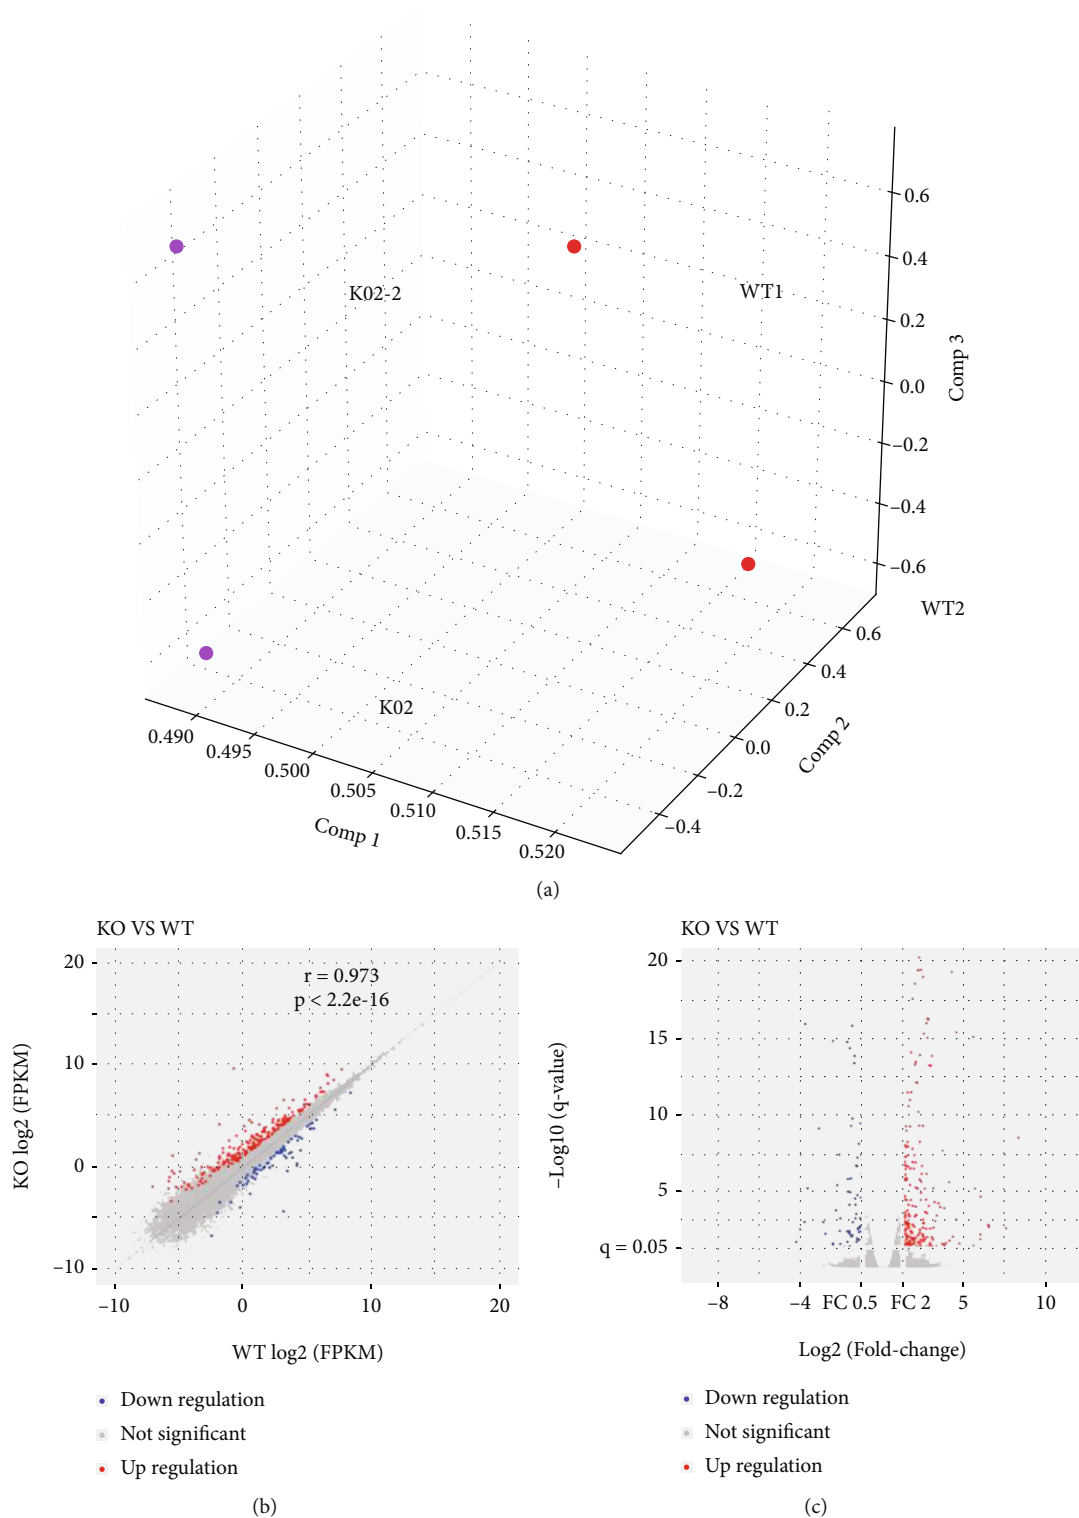 0.6
0.4
K02-2
WT1
0.2
Comp 3
0.0
–0.2
–0.4
–0.6
WT2
0.6
0.4
K02
0.2
0.490
0.495
0.0
Comp 2
0.500
0.505
–0.2
0.510
Comp 1
0.515
–0.4
0.520
(a)
KO VS WT
20
r = 0.973
p < 2.2e-16
10
KO log2 (FPKM)
0
–10
–10
0
10
20
WT log2 (FPKM)
Down regulation
Not significant
Up regulation
(b)
KO VS WT
20
15
–Log10 (q-value)
10
5
q = 0.05
–8
–4
FC 0.5
FC 2
5
10
Log2 (Fold-change)
Down regulation
Not significant
Up regulation
(c)